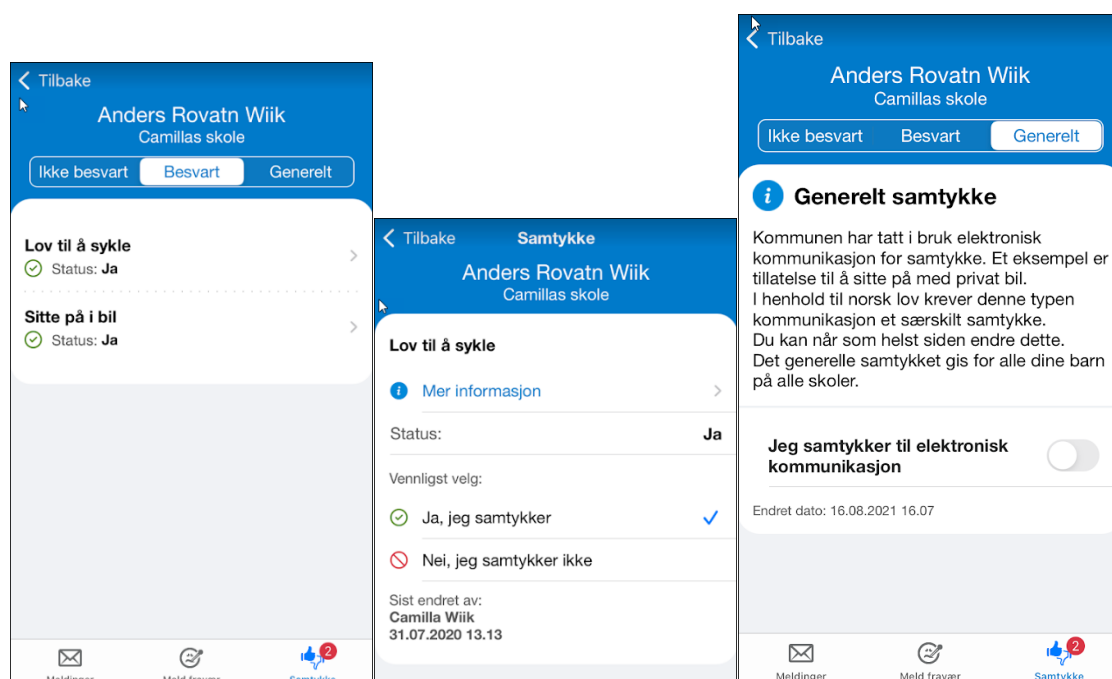 Tilbake
Anders Rovatn Wiik
Camillas skole
Ikke besvart Besvart Generelt
Lov til å sykle
Status: Ja
Sitte på i bil
Status: Ja
Meldinger Meld fravær Samtykke
2
Tilbake Samtykke
Anders Rovatn Wiik
Camillas skole
Lov til å sykle
Mer informasjon
Status: Ja
Vennligst velg:
Ja, jeg samtykker
Nei, jeg samtykker ikke
Sist endret av:
Camilla Wiik
31.07.2020 13.13
Tilbake
Anders Rovatn Wiik
Camillas skole
Ikke besvart Besvart Generelt
Generelt samtykke
Kommunen har tatt i bruk elektronisk
kommunikasjon for samtykke. Et eksempel er
tillatelse til å sitte på med privat bil.
I henhold til norsk lov krever denne typen
kommunikasjon et særskilt samtykke.
Du kan når som helst siden endre dette.
Det generelle samtykket gis for alle dine barn
på alle skoler.
Jeg samtykker til elektronisk
kommunikasjon
Endret dato: 16.08.2021 16.07
2
Meldinger Meld fravær Samtykke